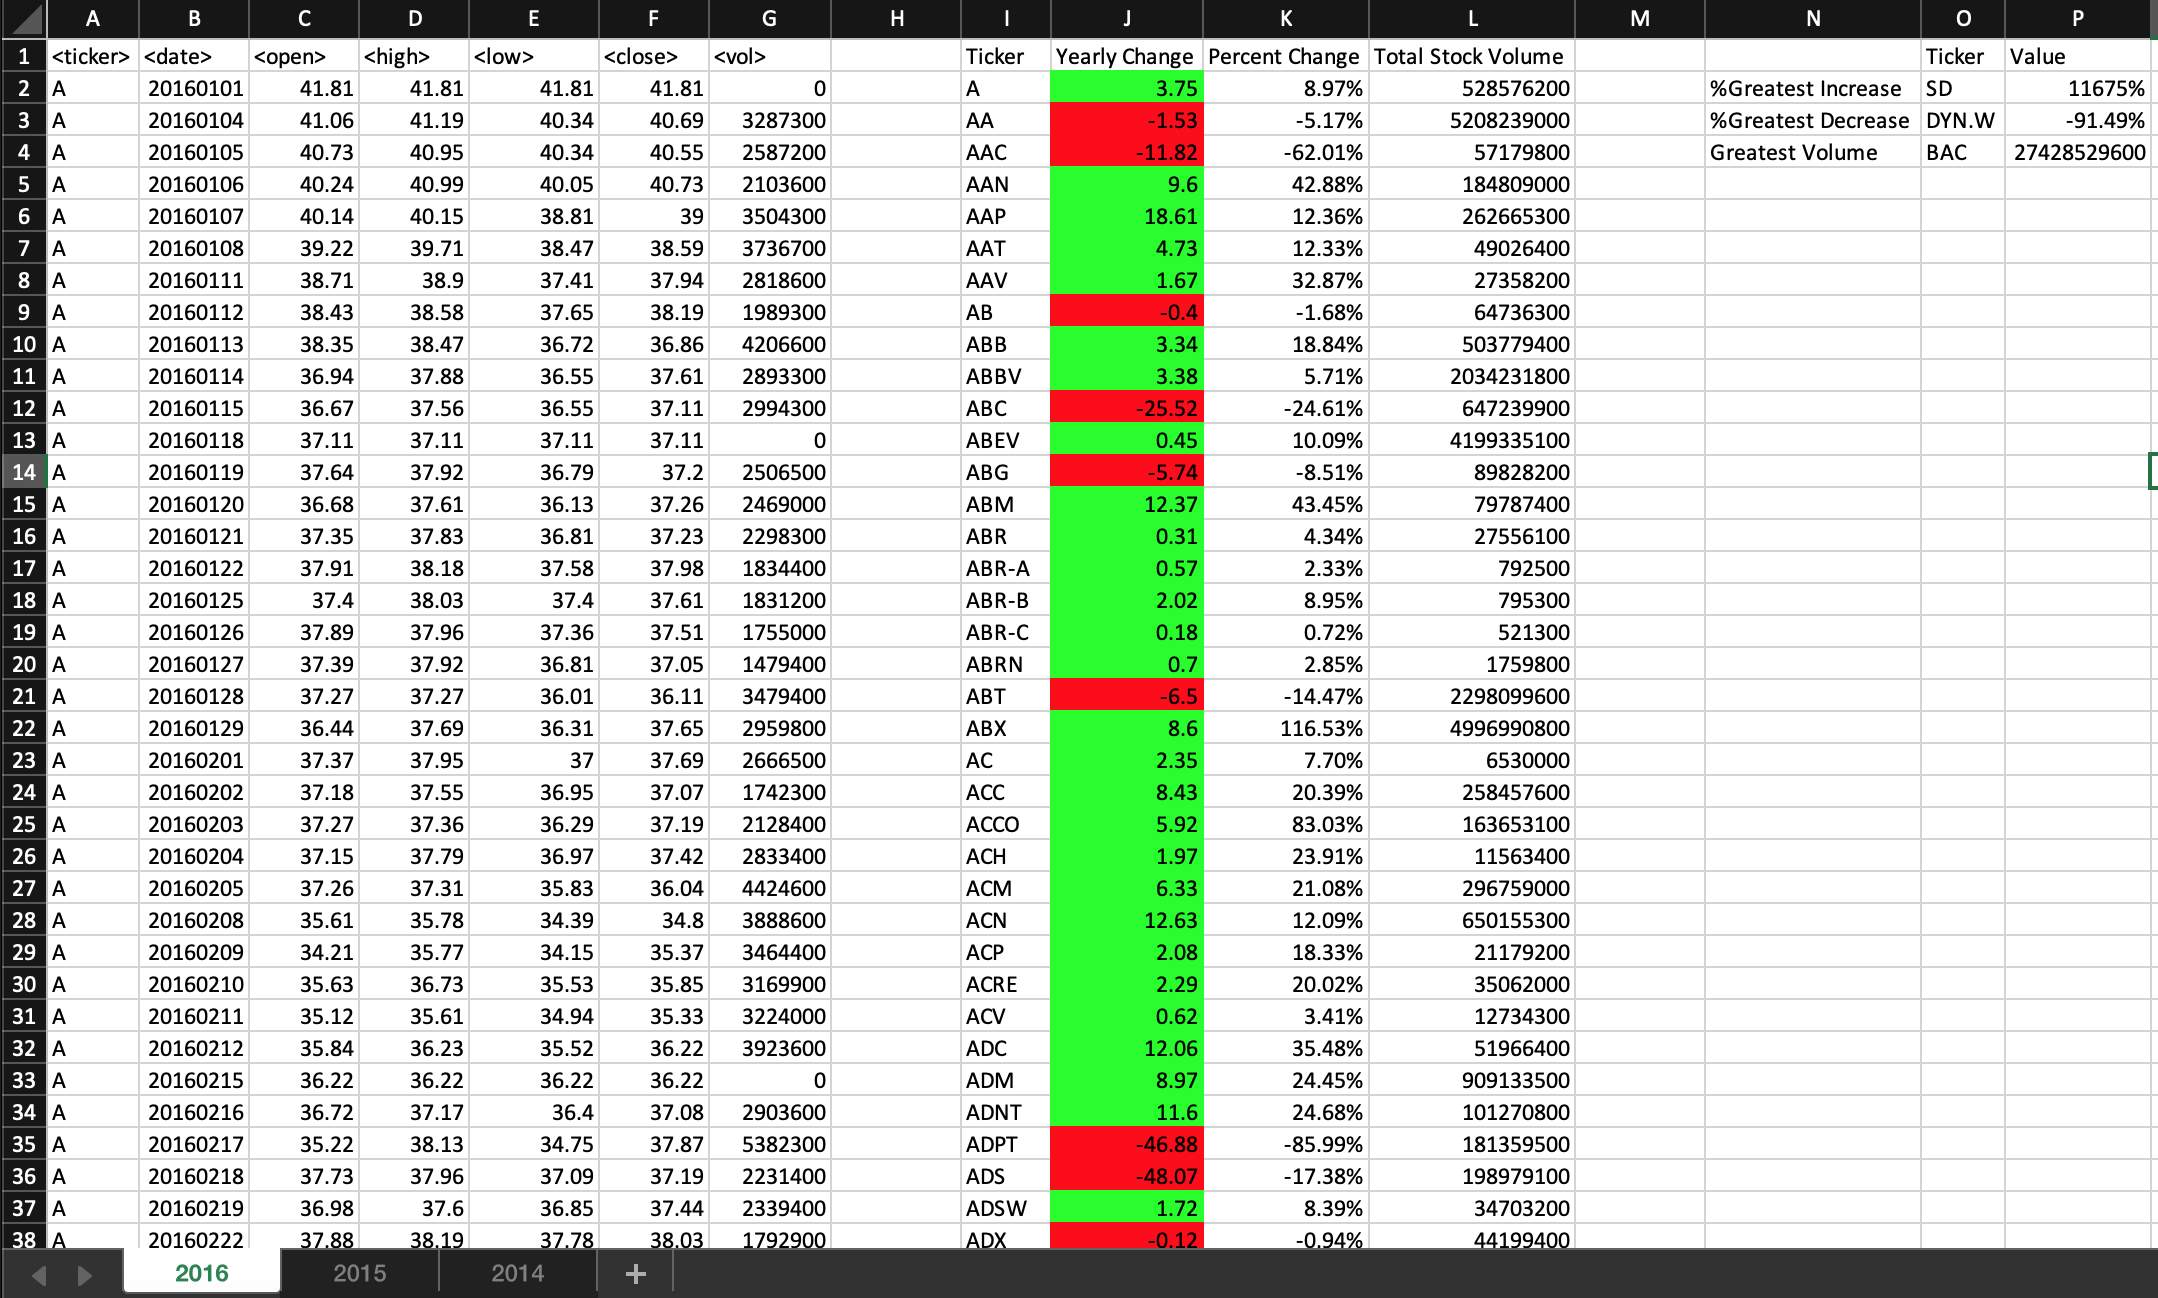 A B C D E F G H I J K L M N O P
1 <ticker> <date> <open> <high> <low> <close> <vol> Ticker Yearly Change Percent Change Total Stock Volume Ticker Value
2 A 20160101 41.81 41.81 41.81 41.81 0 A 3.75 8.97% 528576200 %Greatest Increase SD 11675%
3 A 20160104 41.06 41.19 40.34 40.69 3287300 AA -1.53 -5.17% 5208239000 %Greatest Decrease DYN.W -91.49%
4 A 20160105 40.73 40.95 40.34 40.55 2587200 AAC -11.82 -62.01% 57179800 Greatest Volume BAC 27428529600
5 A 20160106 40.24 40.99 40.05 40.73 2103600 AAN 9.6 42.88% 184809000
6 A 20160107 40.14 40.15 38.81 39 3504300 AAP 18.61 12.36% 262665300
7 A 20160108 39.22 39.71 38.47 38.59 3736700 AAT 4.73 12.33% 49026400
8 A 20160111 38.71 38.9 37.41 37.94 2818600 AAV 1.67 32.87% 27358200
9 A 20160112 38.43 38.58 37.65 38.19 1989300 AB -0.4 -1.68% 64736300
10 A 20160113 38.35 38.47 36.72 36.86 4206600 ABB 3.34 18.84% 503779400
11 A 20160114 36.94 37.88 36.55 37.61 2893300 ABBV 3.38 5.71% 2034231800
12 A 20160115 36.67 37.56 36.55 37.11 2994300 ABC -25.52 -24.61% 647239900
13 A 20160118 37.11 37.11 37.11 37.11 0 ABEV 0.45 10.09% 4199335100
14 A 20160119 37.64 37.92 36.79 37.2 2506500 ABG -5.74 -8.51% 89828200
15 A 20160120 36.68 37.61 36.13 37.26 2469000 ABM 12.37 43.45% 79787400
16 A 20160121 37.35 37.83 36.81 37.23 2298300 ABR 0.31 4.34% 27556100
17 A 20160122 37.91 38.18 37.58 37.98 1834400 ABR-A 0.57 2.33% 792500
18 A 20160125 37.4 38.03 37.4 37.61 1831200 ABR-B 2.02 8.95% 795300
19 A 20160126 37.89 37.96 37.36 37.51 1755000 ABR-C 0.18 0.72% 521300
20 A 20160127 37.39 37.92 36.81 37.05 1479400 ABRN 0.7 2.85% 1759800
21 A 20160128 37.27 37.27 36.01 36.11 3479400 ABT -6.5 -14.47% 2298099600
22 A 20160129 36.44 37.69 36.31 37.65 2959800 ABX 8.6 116.53% 4996990800
23 A 20160201 37.37 37.95 37 37.69 2666500 AC 2.35 7.70% 6530000
24 A 20160202 37.18 37.55 36.95 37.07 1742300 ACC 8.43 20.39% 258457600
25 A 20160203 37.27 37.36 36.29 37.19 2128400 ACCO 5.92 83.03% 163653100
26 A 20160204 37.15 37.79 36.97 37.42 2833400 ACH 1.97 23.91% 11563400
27 A 20160205 37.26 37.31 35.83 36.04 4424600 ACM 6.33 21.08% 296759000
28 A 20160208 35.61 35.78 34.39 34.8 3888600 ACN 12.63 12.09% 650155300
29 A 20160209 34.21 35.77 34.15 35.37 3464400 ACP 2.08 18.33% 21179200
30 A 20160210 35.63 36.73 35.53 35.85 3169900 ACRE 2.29 20.02% 35062000
31 A 20160211 35.12 35.61 34.94 35.33 3224000 ACV 0.62 3.41% 12734300
32 A 20160212 35.84 36.23 35.52 36.22 3923600 ADC 12.06 35.48% 51966400
33 A 20160215 36.22 36.22 36.22 36.22 0 ADM 8.97 24.45% 909133500
34 A 20160216 36.72 37.17 36.4 37.08 2903600 ADNT 11.6 24.68% 101270800
35 A 20160217 35.22 38.13 34.75 37.87 5382300 ADPT -46.88 -85.99% 181359500
36 A 20160218 37.73 37.96 37.09 37.19 2231400 ADS -48.07 -17.38% 198979100
37 A 20160219 36.98 37.6 36.85 37.44 2339400 ADSW 1.72 8.39% 34703200
38 A 20160222 37.88 38.19 37.78 38.03 1792900 ADX -0.12 -0.94% 44199400
2016 2015 2014 +